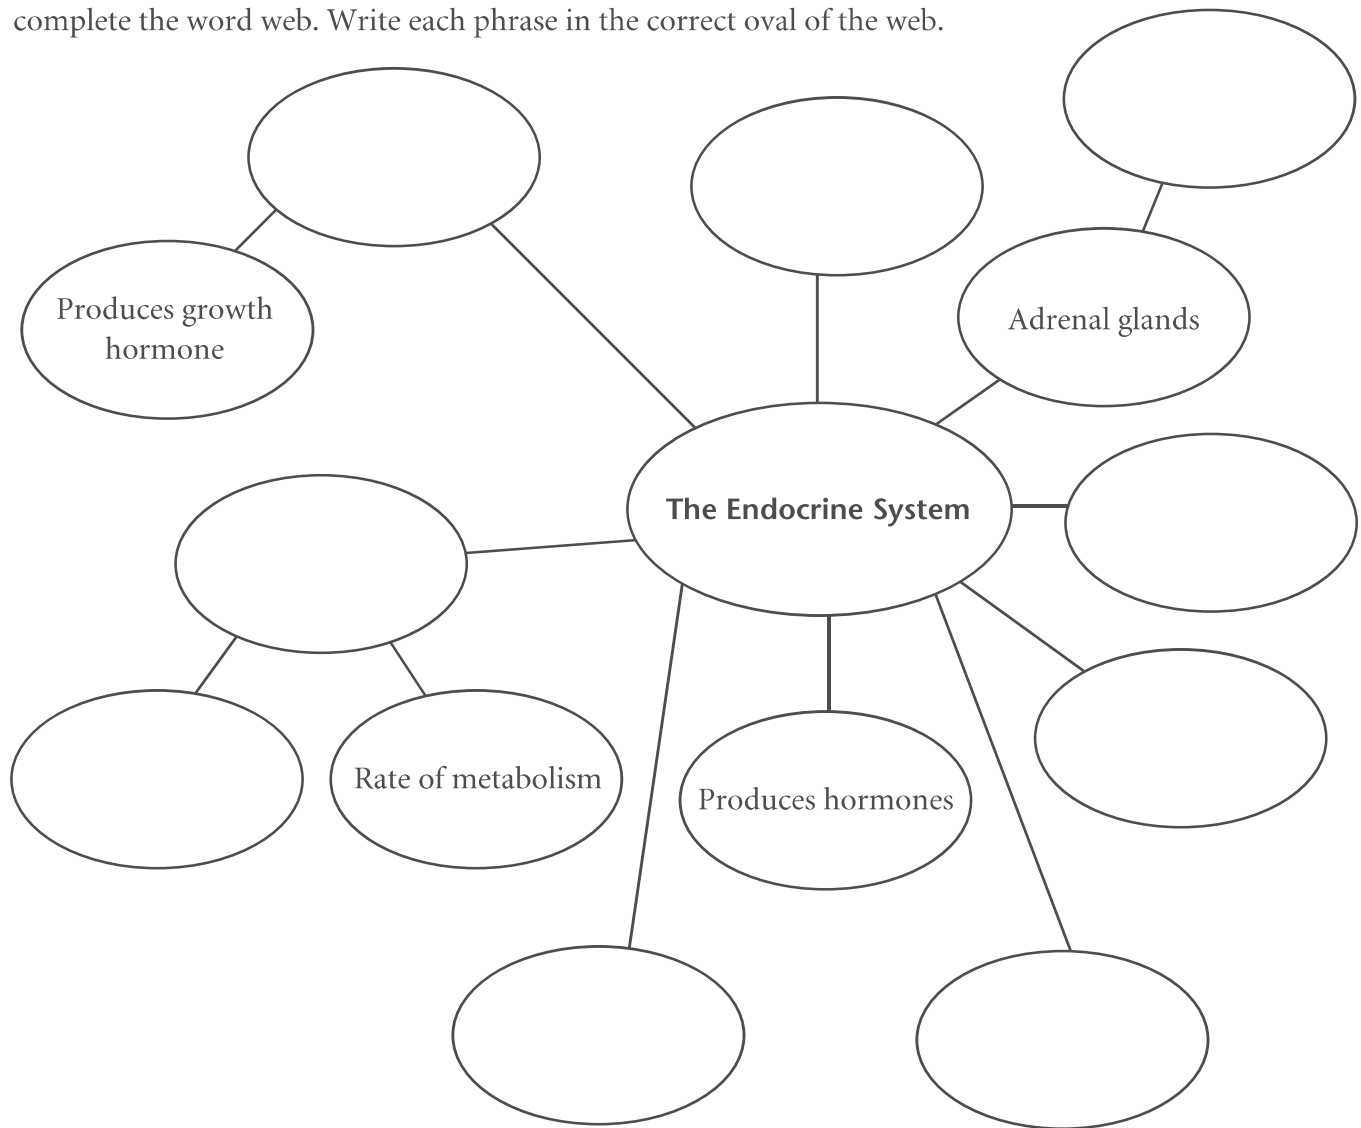 complete the word web. Write each phrase in the correct oval of the web.
Produces growth
hormone
Adrenal glands
The Endocrine System
Rate of metabolism
Produces hormones